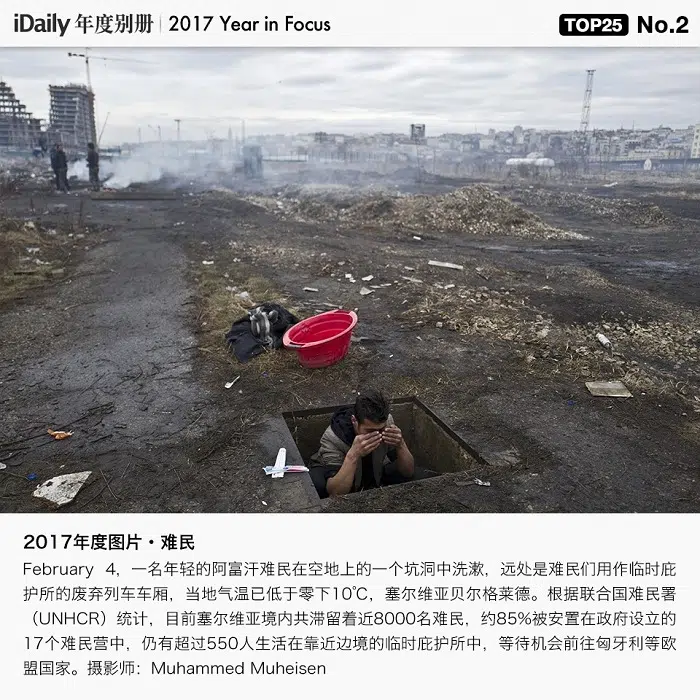 iDaily 年度别册 | 2017 Year in Focus TOP25 No.2
2017年度图片·难民
February 4，一名年轻的阿富汗难民在空地上的一个坑洞中洗漱，远处是难民们用作临时庇
护所的废弃列车车厢，当地气温已低于零下10℃，塞尔维亚贝尔格莱德。根据联合国难民署
（UNHCR）统计，目前塞尔维亚境内共滞留着近8000名难民，约85%被安置在政府设立的
17个难民营中，仍有超过550人生活在靠近边境的临时庇护所中，等待机会前往匈牙利等欧
盟国家。摄影师：Muhammed Muheisen